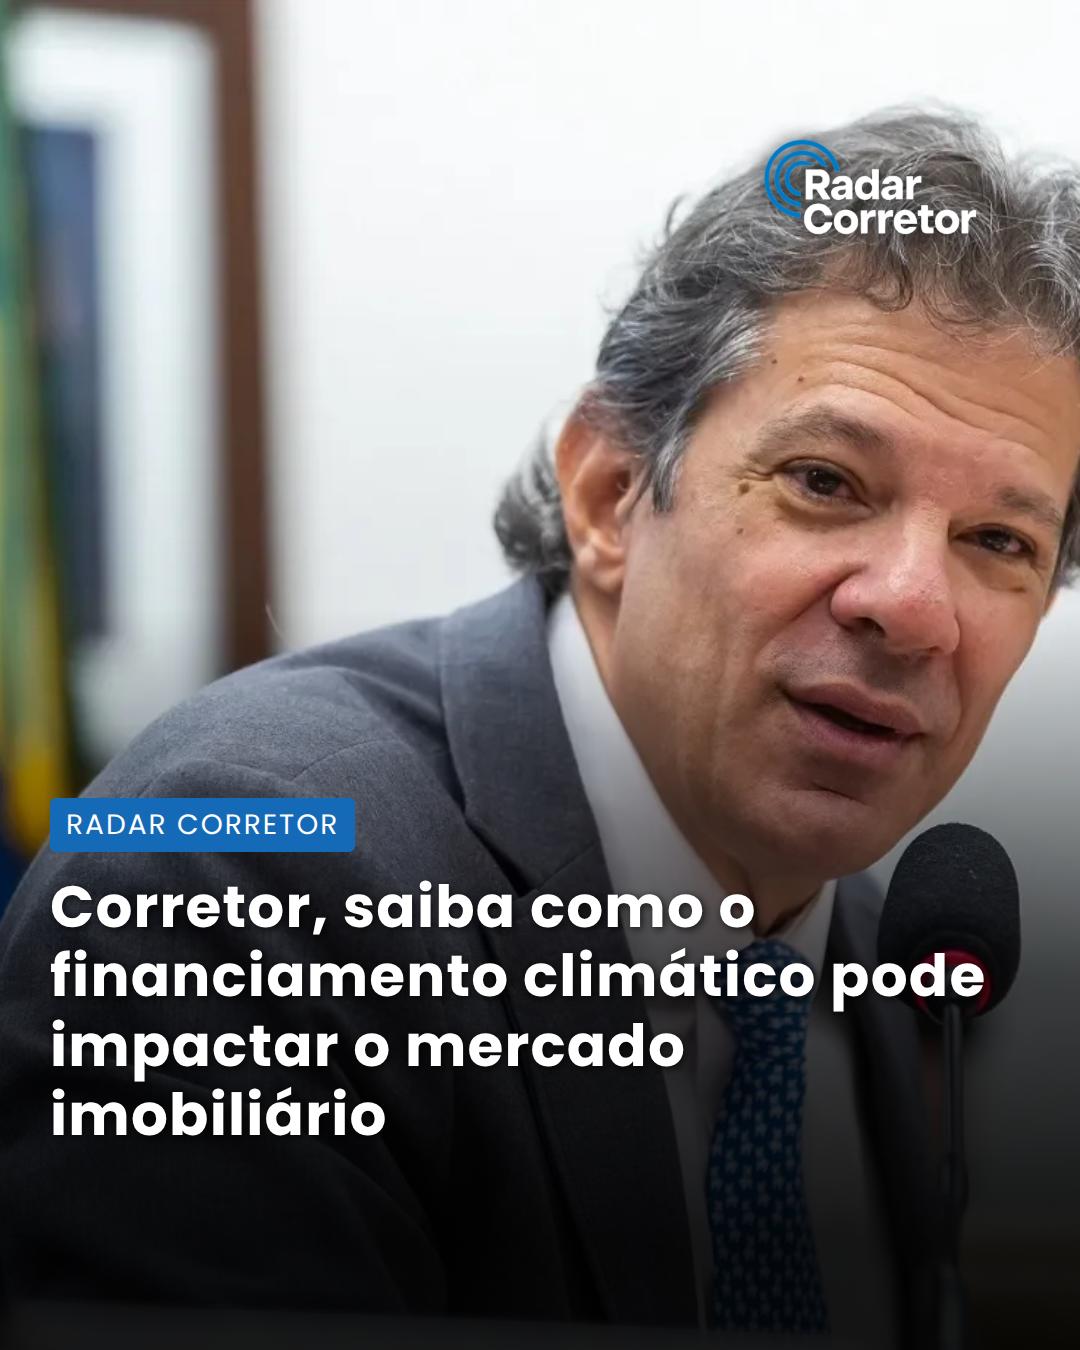 Radar
Corretor
RADAR CORRETOR
Corretor, saiba como o
financiamento climático pode
impactar o mercado
imobiliário